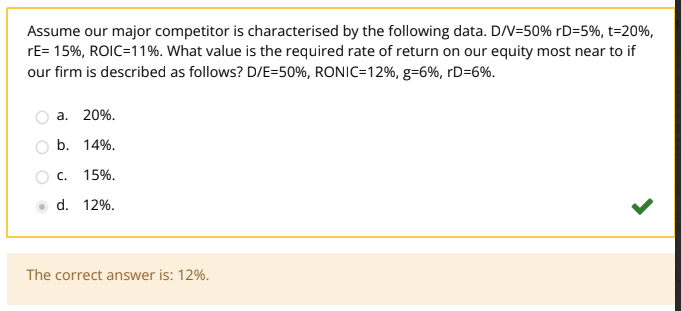 Assume our major competitor is characterised by the following data. D/V=50% rD=5%, t=20%,
rE= 15%, ROIC=11%. What value is the required rate of return on our equity most near to if
our firm is described as follows? D/E=50%, RONIC=12%, g=6%, rD=6%.
a. 20%.
b. 14%.
c. 15%.
d. 12%.
The correct answer is: 12%.